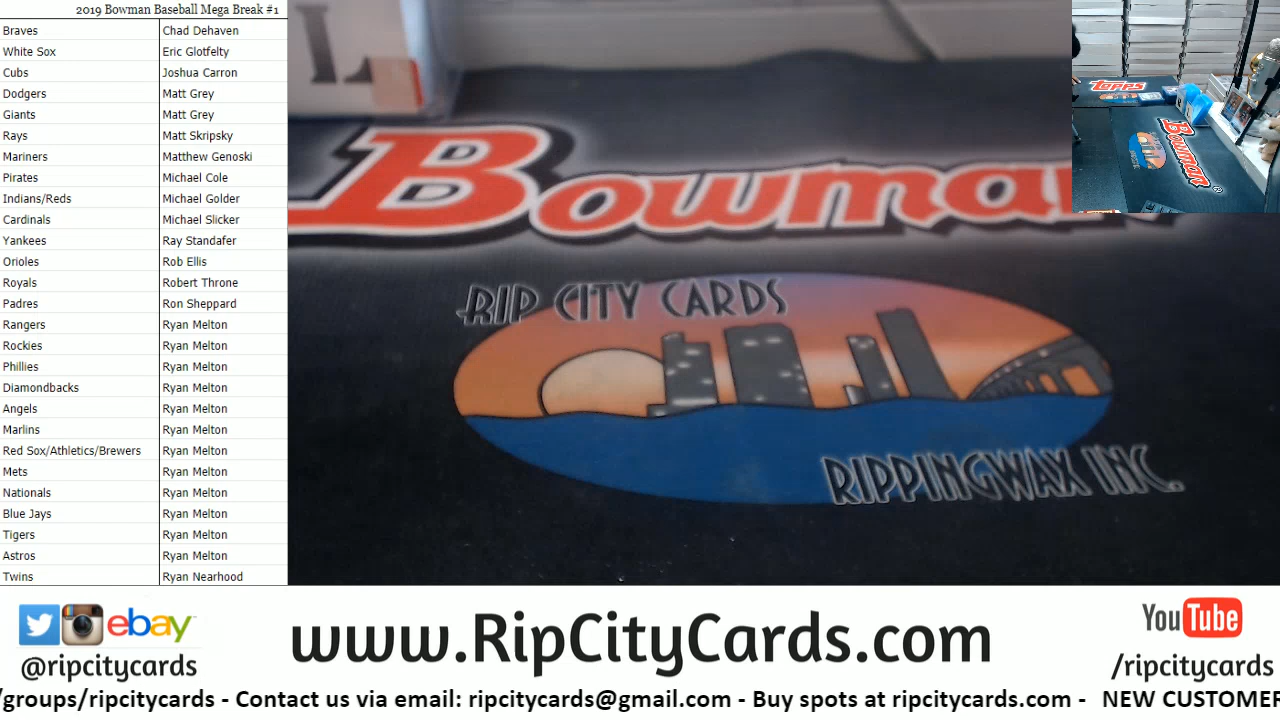 2019 Bowman Baseball Mega Break #1
Braves Chad Dehaven
White Sox Eric Glotfelty
Cubs Joshua Carron
Dodgers Matt Grey
Giants Matt Grey
Rays Matt Skripsky
Mariners Matthew Genoski
Pirates Michael Cole
Indians/Reds Michael Golder
Cardinals Michael Slicker
Yankees Ray Standafer
Orioles Rob Ellis
Royals Robert Throne
Padres Ron Sheppard
Rangers Ryan Melton
Rockies Ryan Melton
Phillies Ryan Melton
Diamondbacks Ryan Melton
Angels Ryan Melton
Marlins Ryan Melton
Red Sox/Athletics/Brewers Ryan Melton
Mets Ryan Melton
Nationals Ryan Melton
Blue Jays Ryan Melton
Tigers Ryan Melton
Astros Ryan Melton
Twins Ryan Nearhood
Bowma
RIP CITY CARDS
RIPPINGWAX INC.
TOPPS
Bowman
ebay
@ripcitycards
www.RipCityCards.com
YouTube
/ripcitycards
/groups/ripcitycards - Contact us via email: ripcitycards@gmail.com - Buy spots at ripcitycards.com - NEW CUSTOMER